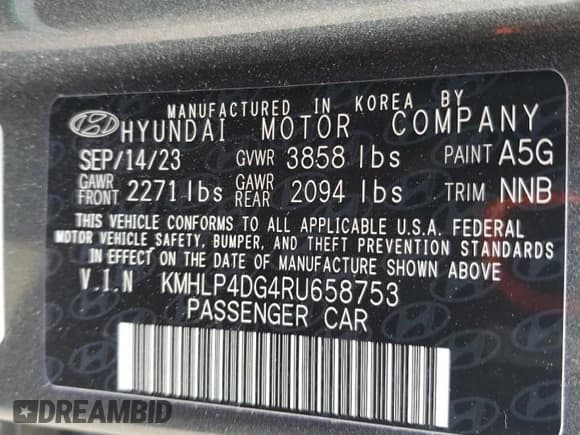 MANUFACTURED IN KOREA BY
HYUNDAI MOTOR COMPANY
SEP/14/23 GVWR 3858 lbs PAINT A5G
GAWR FRONT 2271 lbs GAWR REAR 2094 lbs TRIM NNB
THIS VEHICLE CONFORMS TO ALL APPLICABLE U.S.A. FEDERAL
MOTOR VEHICLE SAFETY, BUMPER, AND THEFT PREVENTION STANDARDS
IN EFFECT ON THE DATE OF MANUFACTURE SHOWN ABOVE
V.I.N KMHLP4DG4RU658753
PASSENGER CAR
DREAMBID